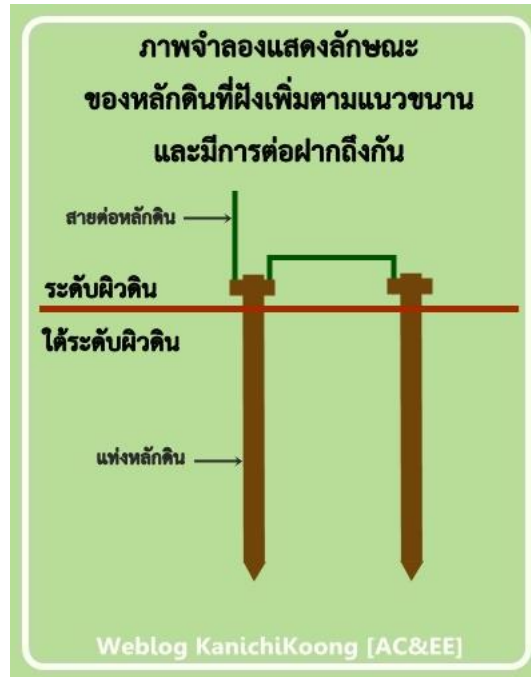 ภาพจำลองแสดงลักษณะ
ของหลักดินที่ฝังเพิ่มตามแนวขนาน
และมีการต่อฝากถึงกัน
สายต่อหลักดิน
ระดับผิวดิน
ใต้ระดับผิวดิน
แท่งหลักดิน
Weblog KanichiKoong [AC&EE]